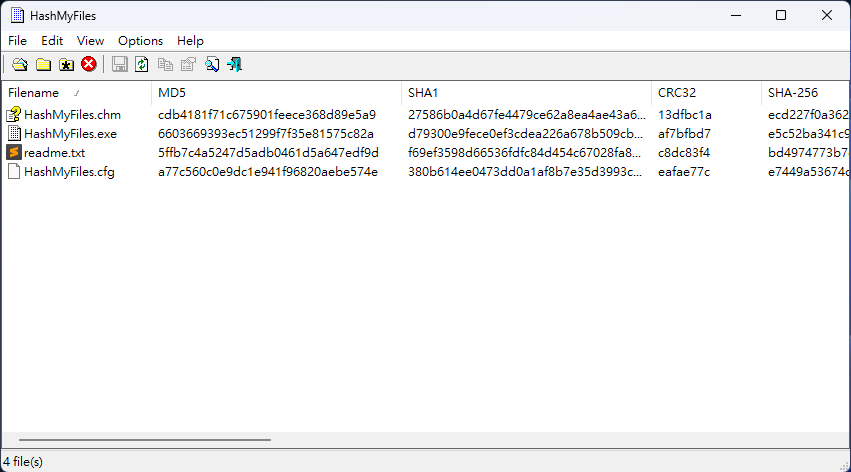 HashMyFiles
File Edit View Options Help
Filename MD5 SHA1 CRC32 SHA-256
HashMyFiles.chm cdb4181f71c675901feece368d89e5a9 27586b0a4d67fe4479ce62a8ea4ae43a6... 13dfbc1a ecd227f0a362
HashMyFiles.exe 6603669393ec51299f7f35e81575c82a d79300e9fece0ef3cdea226a678b509cb... af7bfbd7 e5c52ba341c9
readme.txt 5ffb7c4a5247d5adb0461d5a647edf9d f69ef3598d66536fdfc84d454c67028fa8... c8dc83f4 bd4974773b7
HashMyFiles.cfg a77c560c0e9dc1e941f96820aebe574e 380b614ee0473dd0a1af8b7e35d3993c... eafae77c e7449a53674
4 file(s)